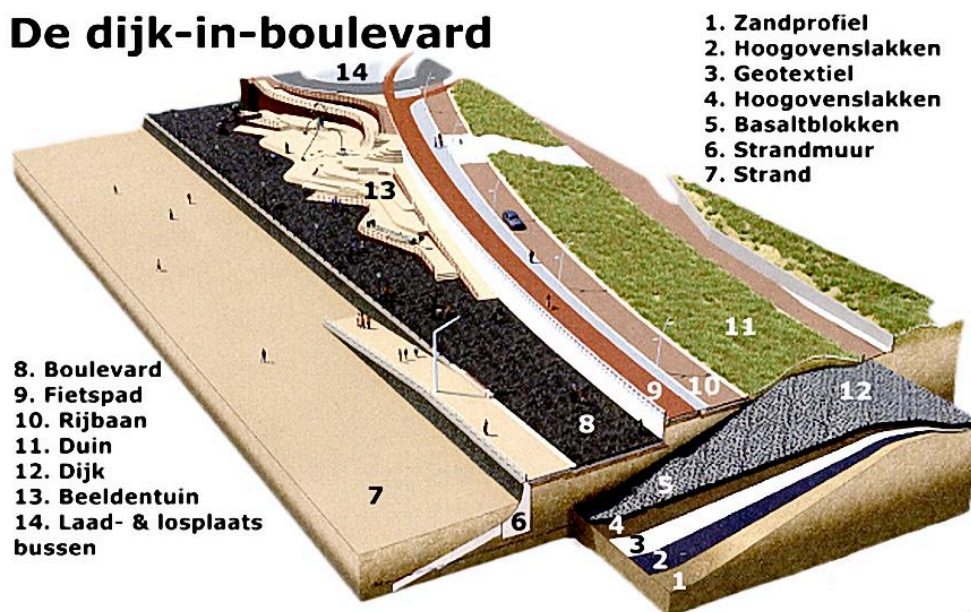 De dijk-in-boulevard
1. Zandprofiel
2. Hoogovenslakken
3. Geotextiel
4. Hoogovenslakken
5. Basaltblokken
6. Strandmuur
7. Strand
8. Boulevard
9. Fietspad
10. Rijbaan
11. Duin
12. Dijk
13. Beeldentuin
14. Laad- & losplaats
bussen
14
13
11
12
10
9
8
7
6
5
4
3
2
1